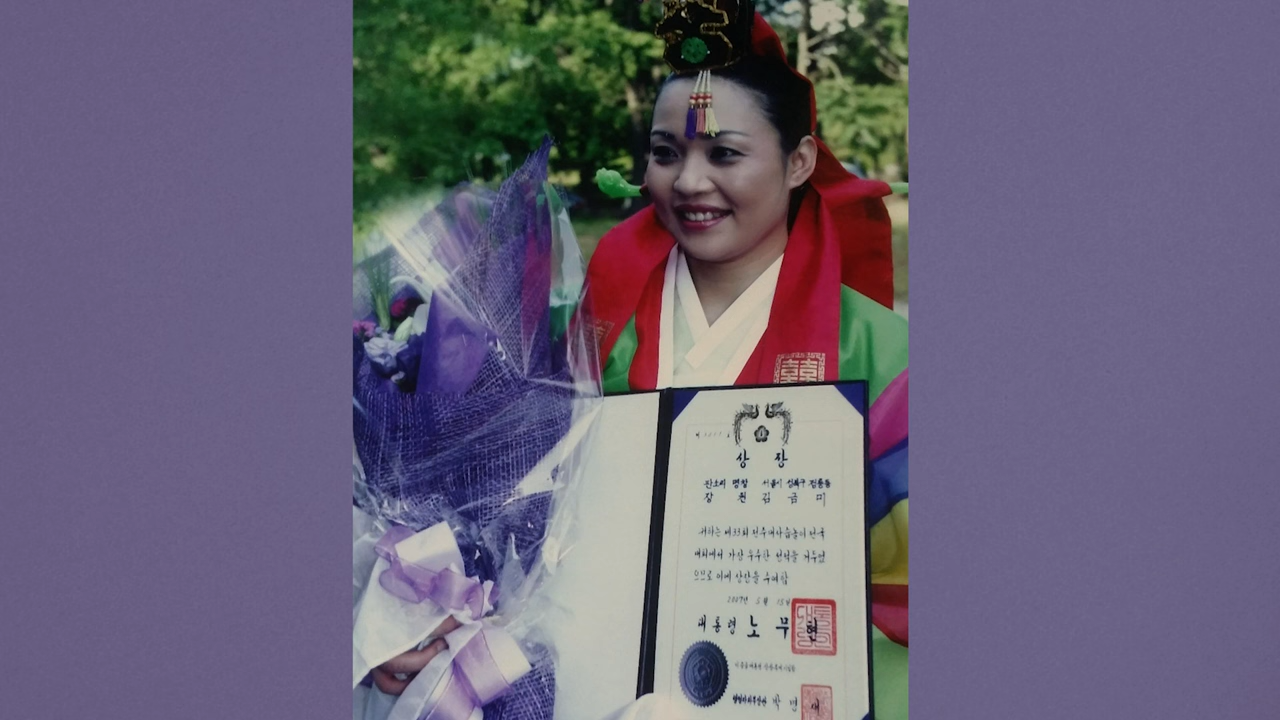 상 장
판소리 명창 서울시 성북구 정릉동
장 원 김 금 미
귀하는 제33회 전주대사습놀이 전국
대회에서 가장 우수한 성적을 거두었
으므로 이에 상장을 수여함
2007년 5월 15일
대통령 노 무 현
박 명 재
囍